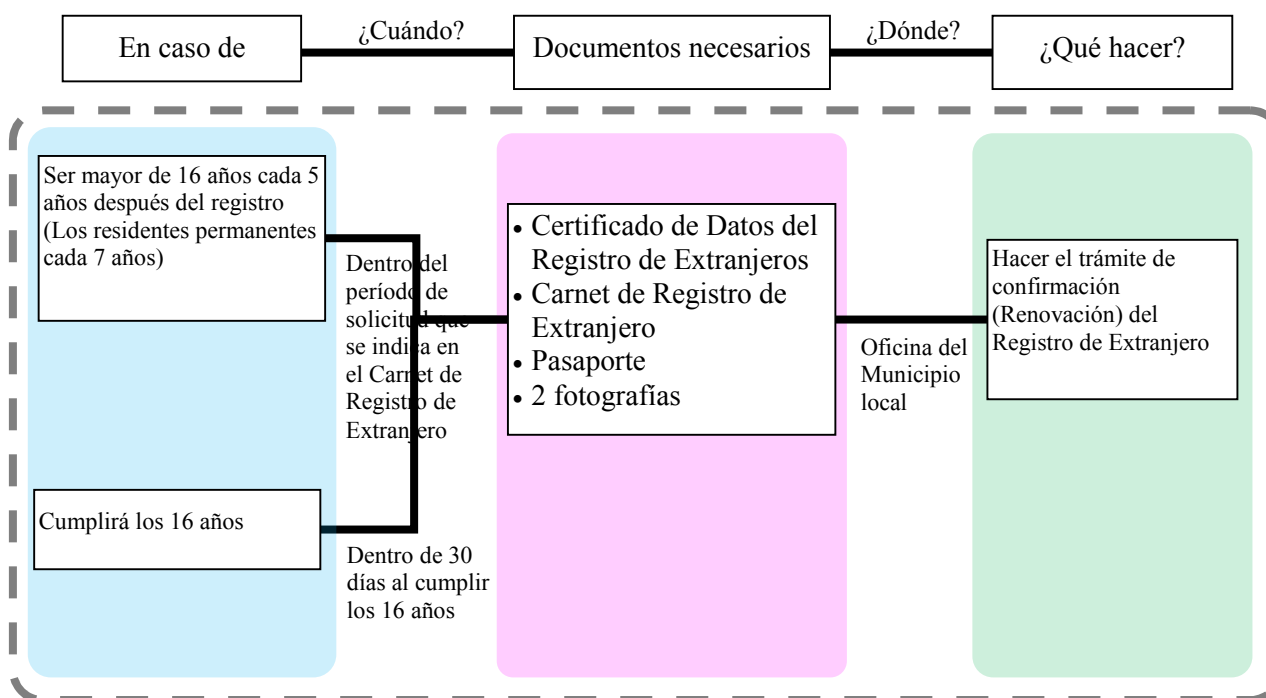 En caso de
¿Cuándo?
Documentos necesarios
¿Dónde?
¿Qué hacer?
Ser mayor de 16 años cada 5
años después del registro
(Los residentes permanentes
cada 7 años)
Dentro del
período de
solicitud que
se indica en
el Carnet de
Registro de
Extranjero
Cumplirá los 16 años
Dentro de 30
días al cumplir
los 16 años
• Certificado de Datos del
Registro de Extranjeros
• Carnet de Registro de
Extranjero
• Pasaporte
• 2 fotografías
Oficina del
Municipio
local
Hacer el trámite de
confirmación
(Renovación) del
Registro de Extranjero